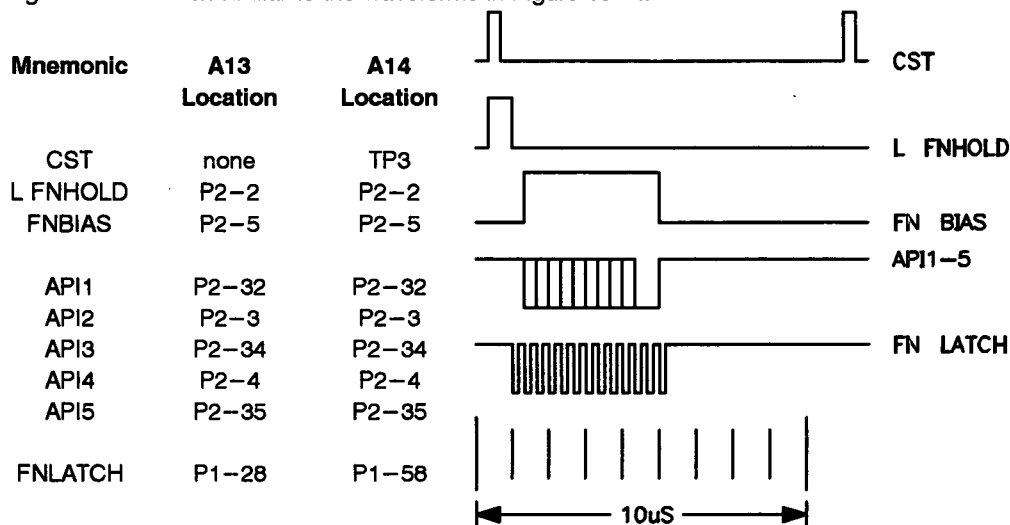 Mnemonic A13 Location A14 Location
CST none TP3
L FNHOLD P2-2 P2-2
FNBIAS P2-5 P2-5
API1 P2-32 P2-32
API2 P2-3 P2-3
API3 P2-34 P2-34
API4 P2-4 P2-4
API5 P2-35 P2-35
FNLATCH P1-28 P1-58
CST
L FNHOLD
FN BIAS
API1-5
FN LATCH
10uS